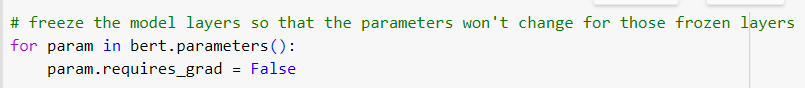 # freeze the model layers so that the parameters won't change for those frozen layers
for param in bert.parameters():
    param.requires_grad = False